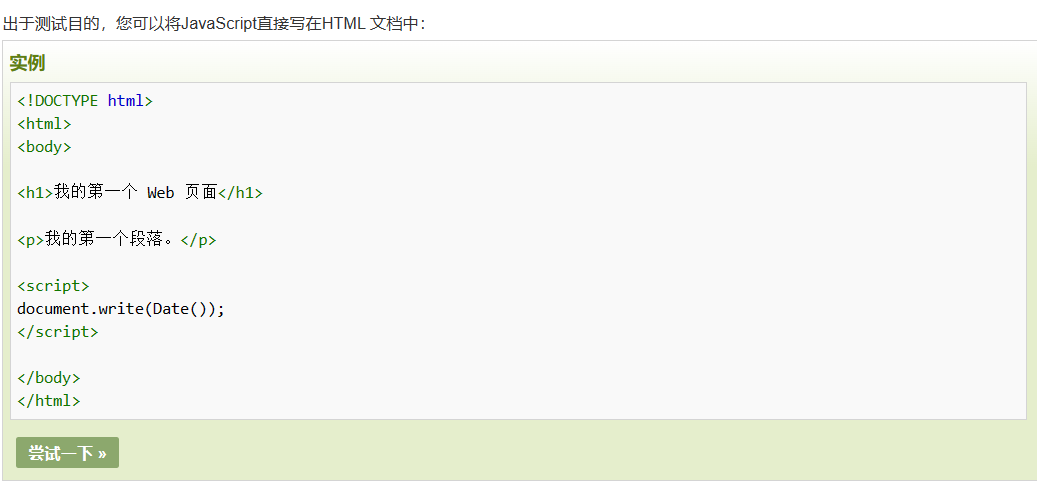 出于测试目的，您可以将JavaScript直接写在HTML 文档中：
实例
<!DOCTYPE html>
<html>
<body>
<h1>我的第一个 Web 页面</h1>
<p>我的第一个段落。</p>
<script>
document.write(Date());
</script>
</body>
</html>
尝试一下 »